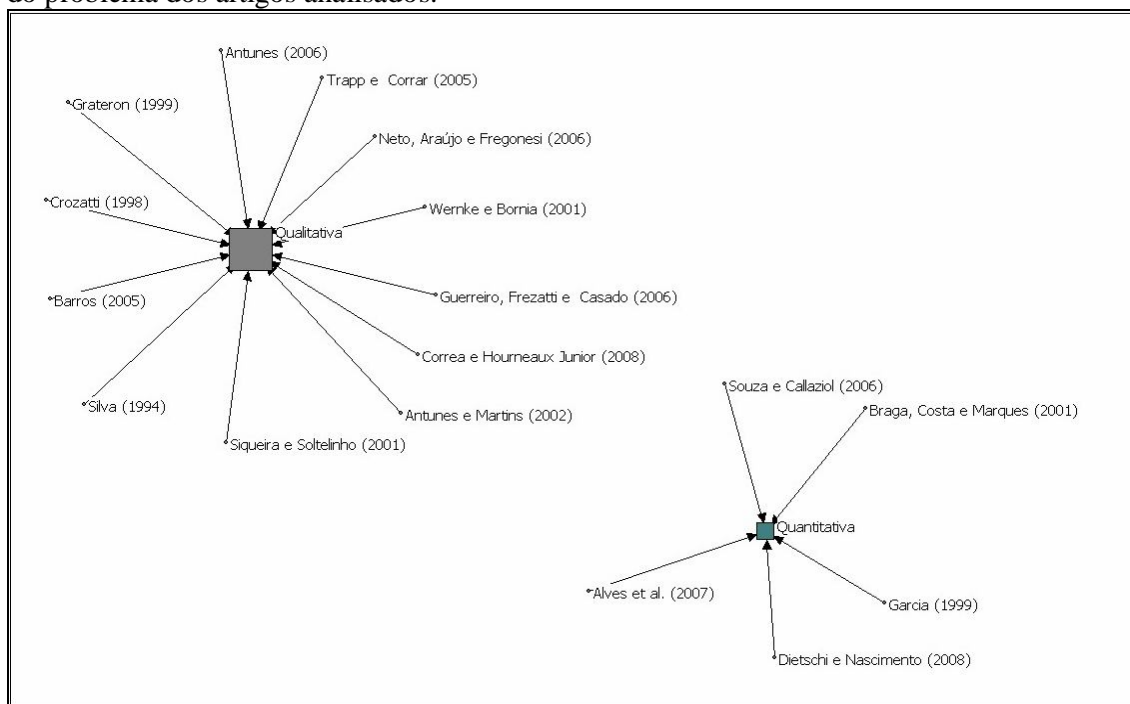 do problema dos artigos analisados.
Antunes (2006)
Trapp e Corrar (2005)
Grateron (1999)
Neto, Araújo e Fregonesi (2006)
Crozatti (1998)
Wernke e Bornia (2001)
Qualitativa
Barros (2005)
Guerreiro, Frezatti e Casado (2006)
Correa e Hourneaux Junior (2008)
Silva (1994)
Antunes e Martins (2002)
Siqueira e Soltelinho (2001)
Souza e Callaziol (2006)
Braga, Costa e Marques (2001)
Quantitativa
Alves et al. (2007)
Garcia (1999)
Dietschi e Nascimento (2008)